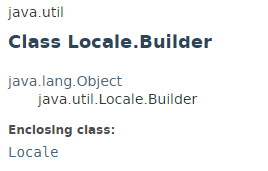 java.util
Class Locale.Builder
java.lang.Object
java.util.Locale.Builder
Enclosing class:
Locale